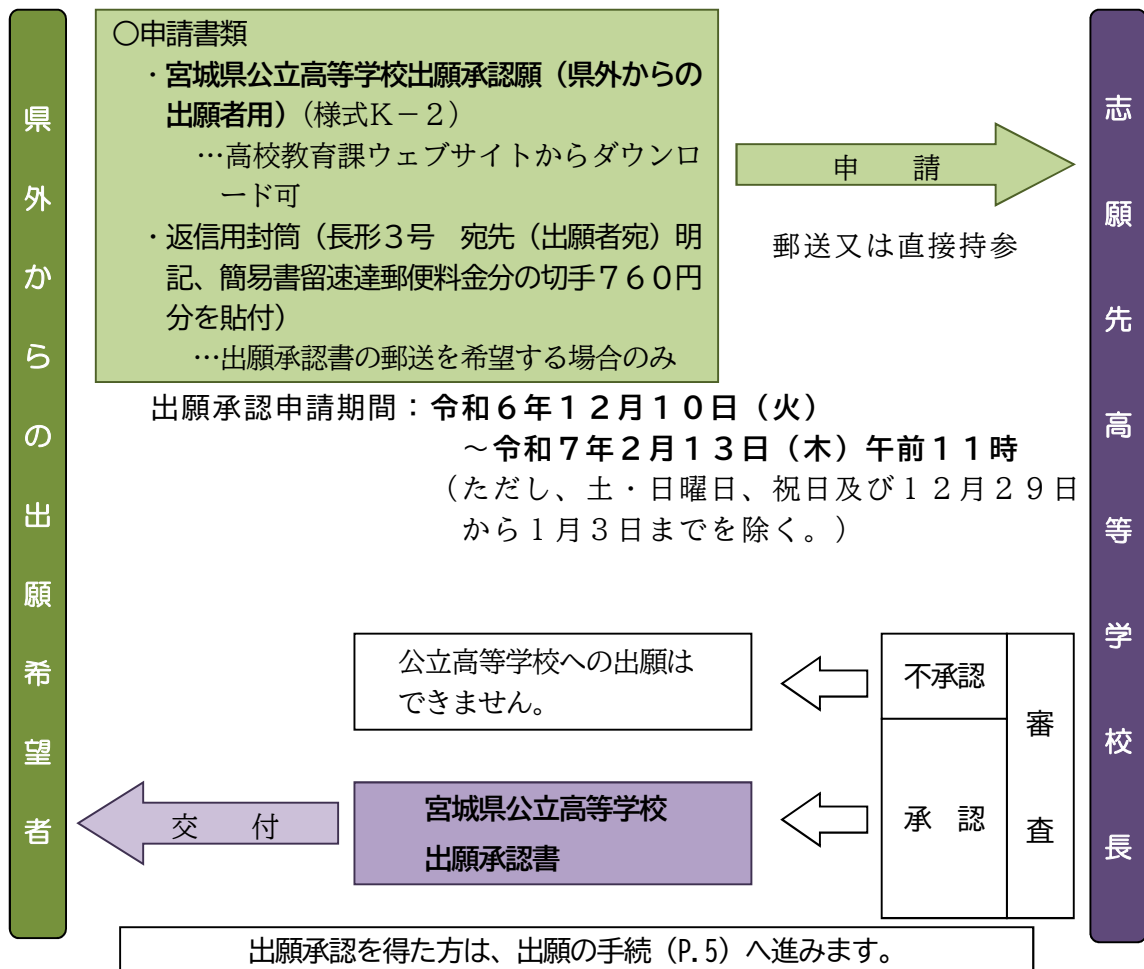 県外からの出願希望者
○申請書類
・宮城県公立高等学校出願承認願（県外からの
出願者用）（様式Ｋ－２）
…高校教育課ウェブサイトからダウンロ
ード可
・返信用封筒（長形３号　宛先（出願者宛）明
記、簡易書留速達郵便料金分の切手７６０円
分を貼付）
…出願承認書の郵送を希望する場合のみ
申　請
郵送又は直接持参
志願先高等学校長
出願承認申請期間：令和６年１２月１０日（火）
～令和７年２月１３日（木）午前１１時
（ただし、土・日曜日、祝日及び１２月２９日
から１月３日までを除く。）
公立高等学校への出願は
できません。
不承認
審査
宮城県公立高等学校
出願承認書
承　認
交　付
出願承認を得た方は、出願の手続（P.5）へ進みます。